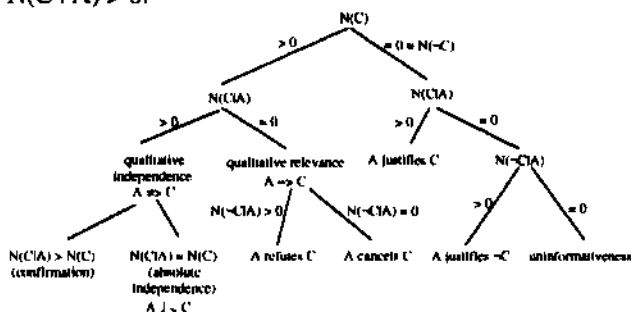 N(C)
> 0
= 0 = N(¬C)
N(C|A)
N(C|A)
> 0
= 0
> 0
= 0
qualitative
independence
qualitative relevance
A => C
A justifies C
N(¬C|A)
N(¬C|A) > 0
N(¬C|A) = 0
> 0
= 0
N(C|A) > N(C)
(confirmation)
N(C|A) = N(C)
(absolute
independence)
A refutes C
A cancels C
A justifies ¬C
uninformativeness